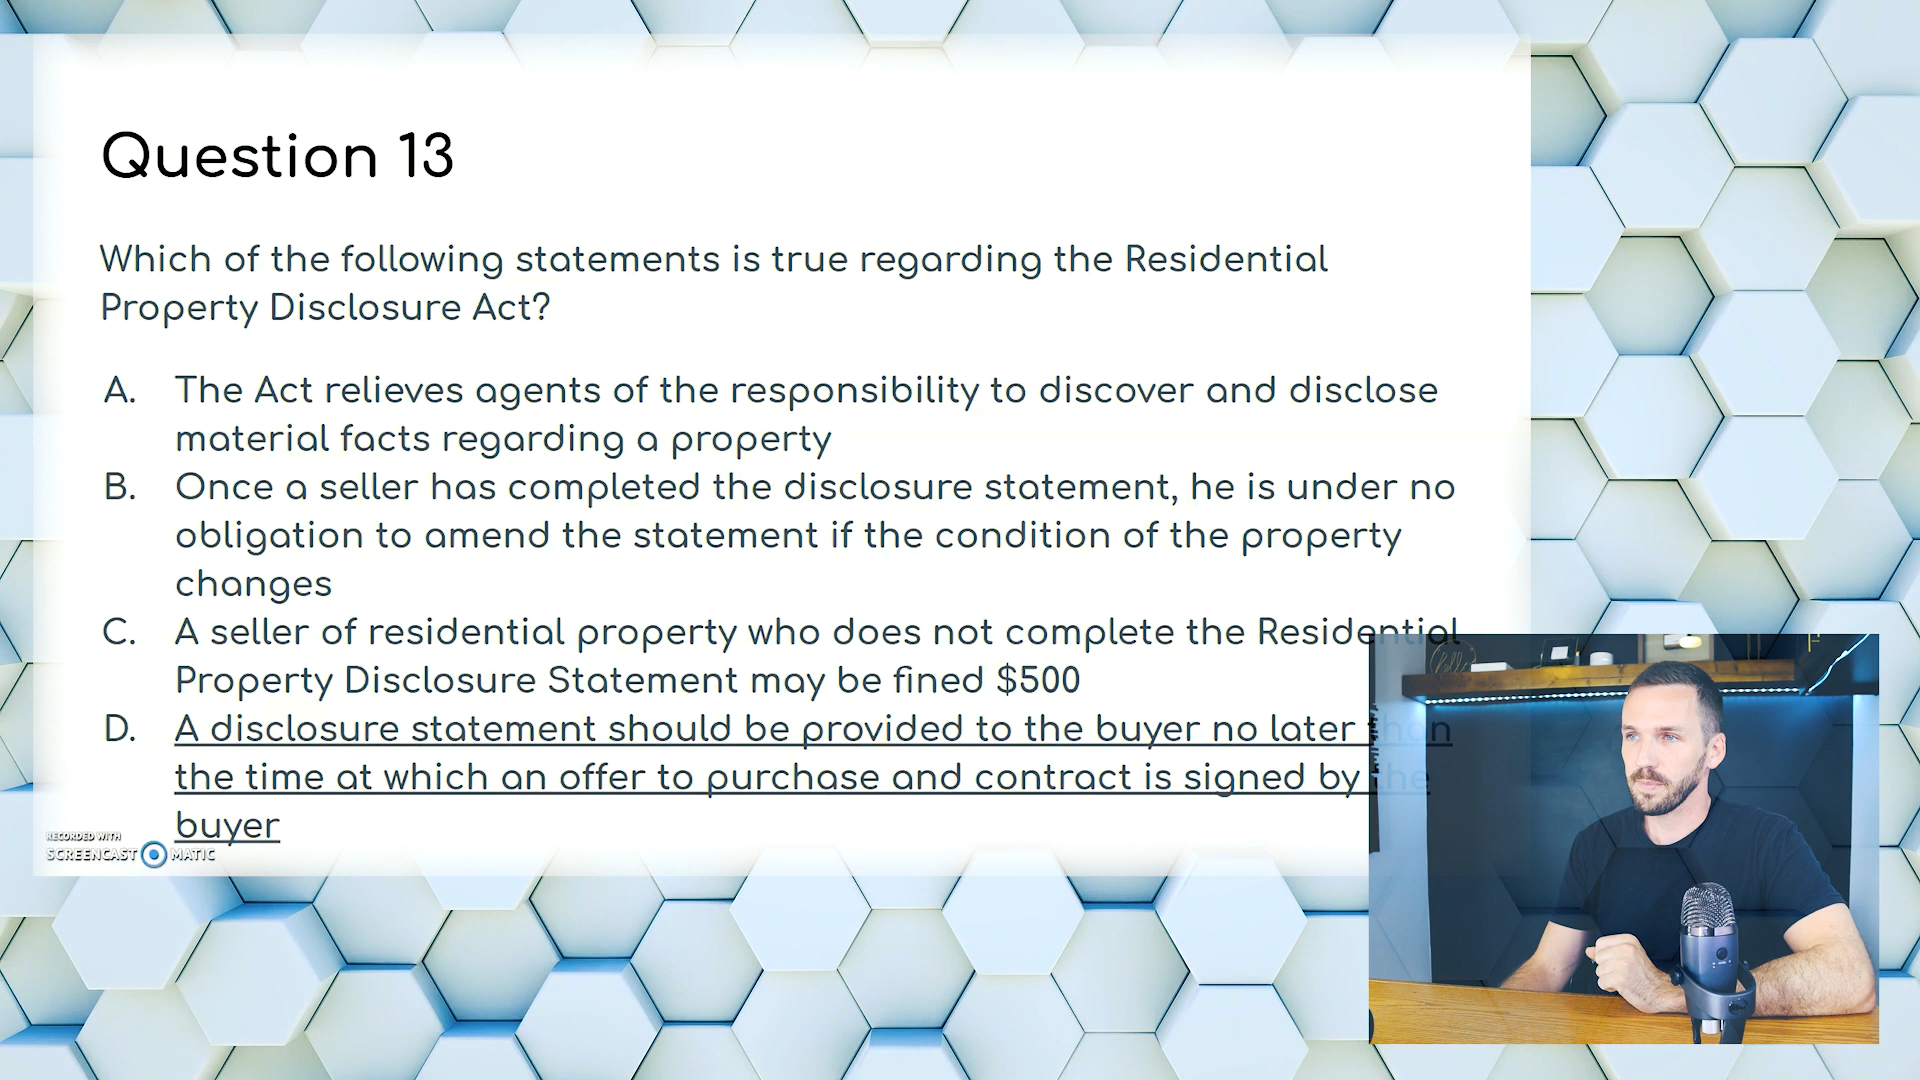 Question 13
Which of the following statements is true regarding the Residential
Property Disclosure Act?
A. The Act relieves agents of the responsibility to discover and disclose
material facts regarding a property
B. Once a seller has completed the disclosure statement, he is under no
obligation to amend the statement if the condition of the property
changes
C. A seller of residential property who does not complete the Residential
Property Disclosure Statement may be fined $500
D. A disclosure statement should be provided to the buyer no later than
the time at which an offer to purchase and contract is signed by the
buyer
RECORDED WITH
SCREENCAST MATIC
hello